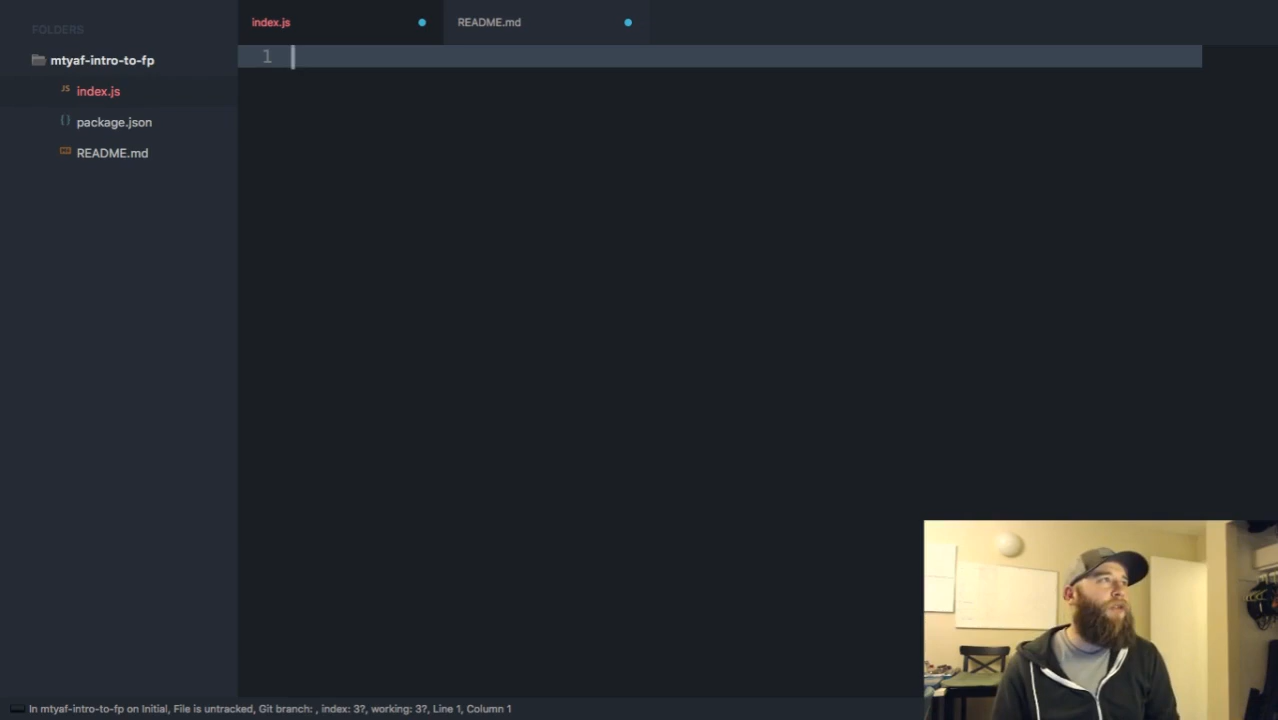 FOLDERS
mtyaf-intro-to-fp
JS index.js
{} package.json
README.md
index.js
README.md
1
In mtyaf-intro-to-fp on Initial, File is untracked, Git branch: , index: 3?, working: 3?, Line 1, Column 1